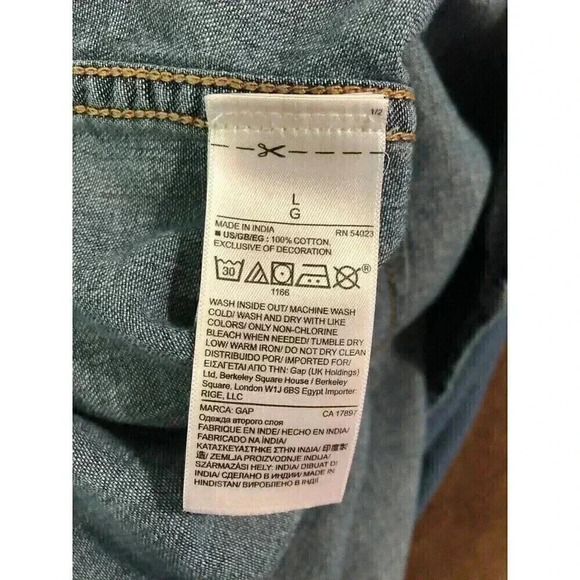 1/2
L
G
MADE IN INDIA RN 54023
■ US/GB/EG : 100% COTTON,
EXCLUSIVE OF DECORATION
30 ®
1166
WASH INSIDE OUT/ MACHINE WASH
COLD/ WASH AND DRY WITH LIKE
COLORS/ ONLY NON-CHLORINE
BLEACH WHEN NEEDED/ TUMBLE DRY
LOW/ WARM IRON/ DO NOT DRY CLEAN
DISTRIBUIDO POR/ IMPORTED FOR/
ΕΙΣΑΓΕΤΑΙ ΑΠΟ ΤΗΝ: Gap (UK Holdings)
Ltd, Berkeley Square House / Berkeley
Square, London W1J 6BS Egypt Importer:
RIGE, LLC
MARCA: GAP CA 17897
Одежда второго слоя
FABRIQUE EN INDE/ HECHO EN INDIA/
FABRICADO NA ÍNDIA/
ΚΑΤΑΣΚΕΥΑΣΤΗΚΕ ΣΤΗΝ ΙΝΔΙΑ/ 印度製
造/ ZEMLJA PROIZVODNJE INDIJA/
SZÁRMAZÁSI HELY: INDIA/ DIBUAT DI
INDIA/ СДЕЛАНО В ИНДИИ/ MADE IN
HINDISTAN/ ВИРОБЛЕНО В ІНДІЇ